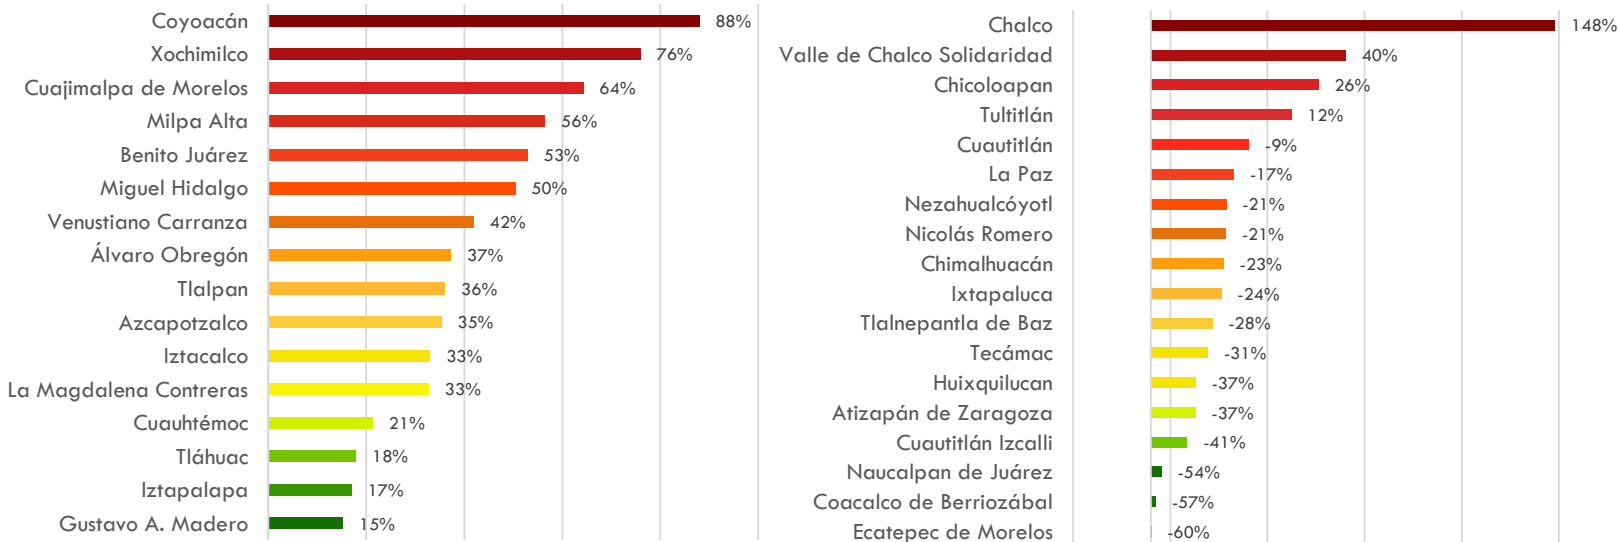 Coyoacán 88%
Xochimilco 76%
Cuajimalpa de Morelos 64%
Milpa Alta 56%
Benito Juárez 53%
Miguel Hidalgo 50%
Venustiano Carranza 42%
Álvaro Obregón 37%
Tlalpan 36%
Azcapotzalco 35%
Iztacalco 33%
La Magdalena Contreras 33%
Cuauhtémoc 21%
Tláhuac 18%
Iztapalapa 17%
Gustavo A. Madero 15%
Chalco 148%
Valle de Chalco Solidaridad 40%
Chicoloapan 26%
Tultitlán 12%
Cuautitlán -9%
La Paz -17%
Nezahualcóyotl -21%
Nicolás Romero -21%
Chimalhuacán -23%
Ixtapaluca -24%
Tlalnepantla de Baz -28%
Tecámac -31%
Huixquilucan -37%
Atizapán de Zaragoza -37%
Cuautitlán Izcalli -41%
Naucalpan de Juárez -54%
Coacalco de Berriozábal -57%
Ecatepec de Morelos -60%